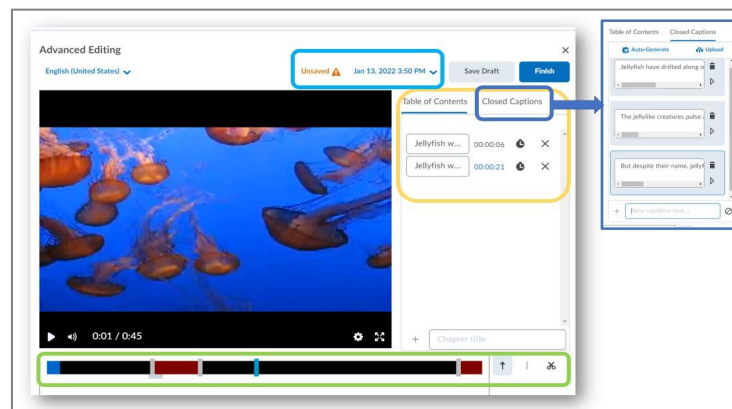 Advanced Editing
English (United States)
Unsaved
Jan 13, 2022 3:50 PM
Save Draft
Finish
Table of Contents
Closed Captions
Jellyfish w...
00:00:06
Jellyfish w...
00:00:21
0:01 / 0:45
Chapter title
Table of Contents
Closed Captions
Auto-Generate
Upload
Jellyfish have drifted along o
The jellylike creatures pulse
But despite their name, jellyf
New captions text...